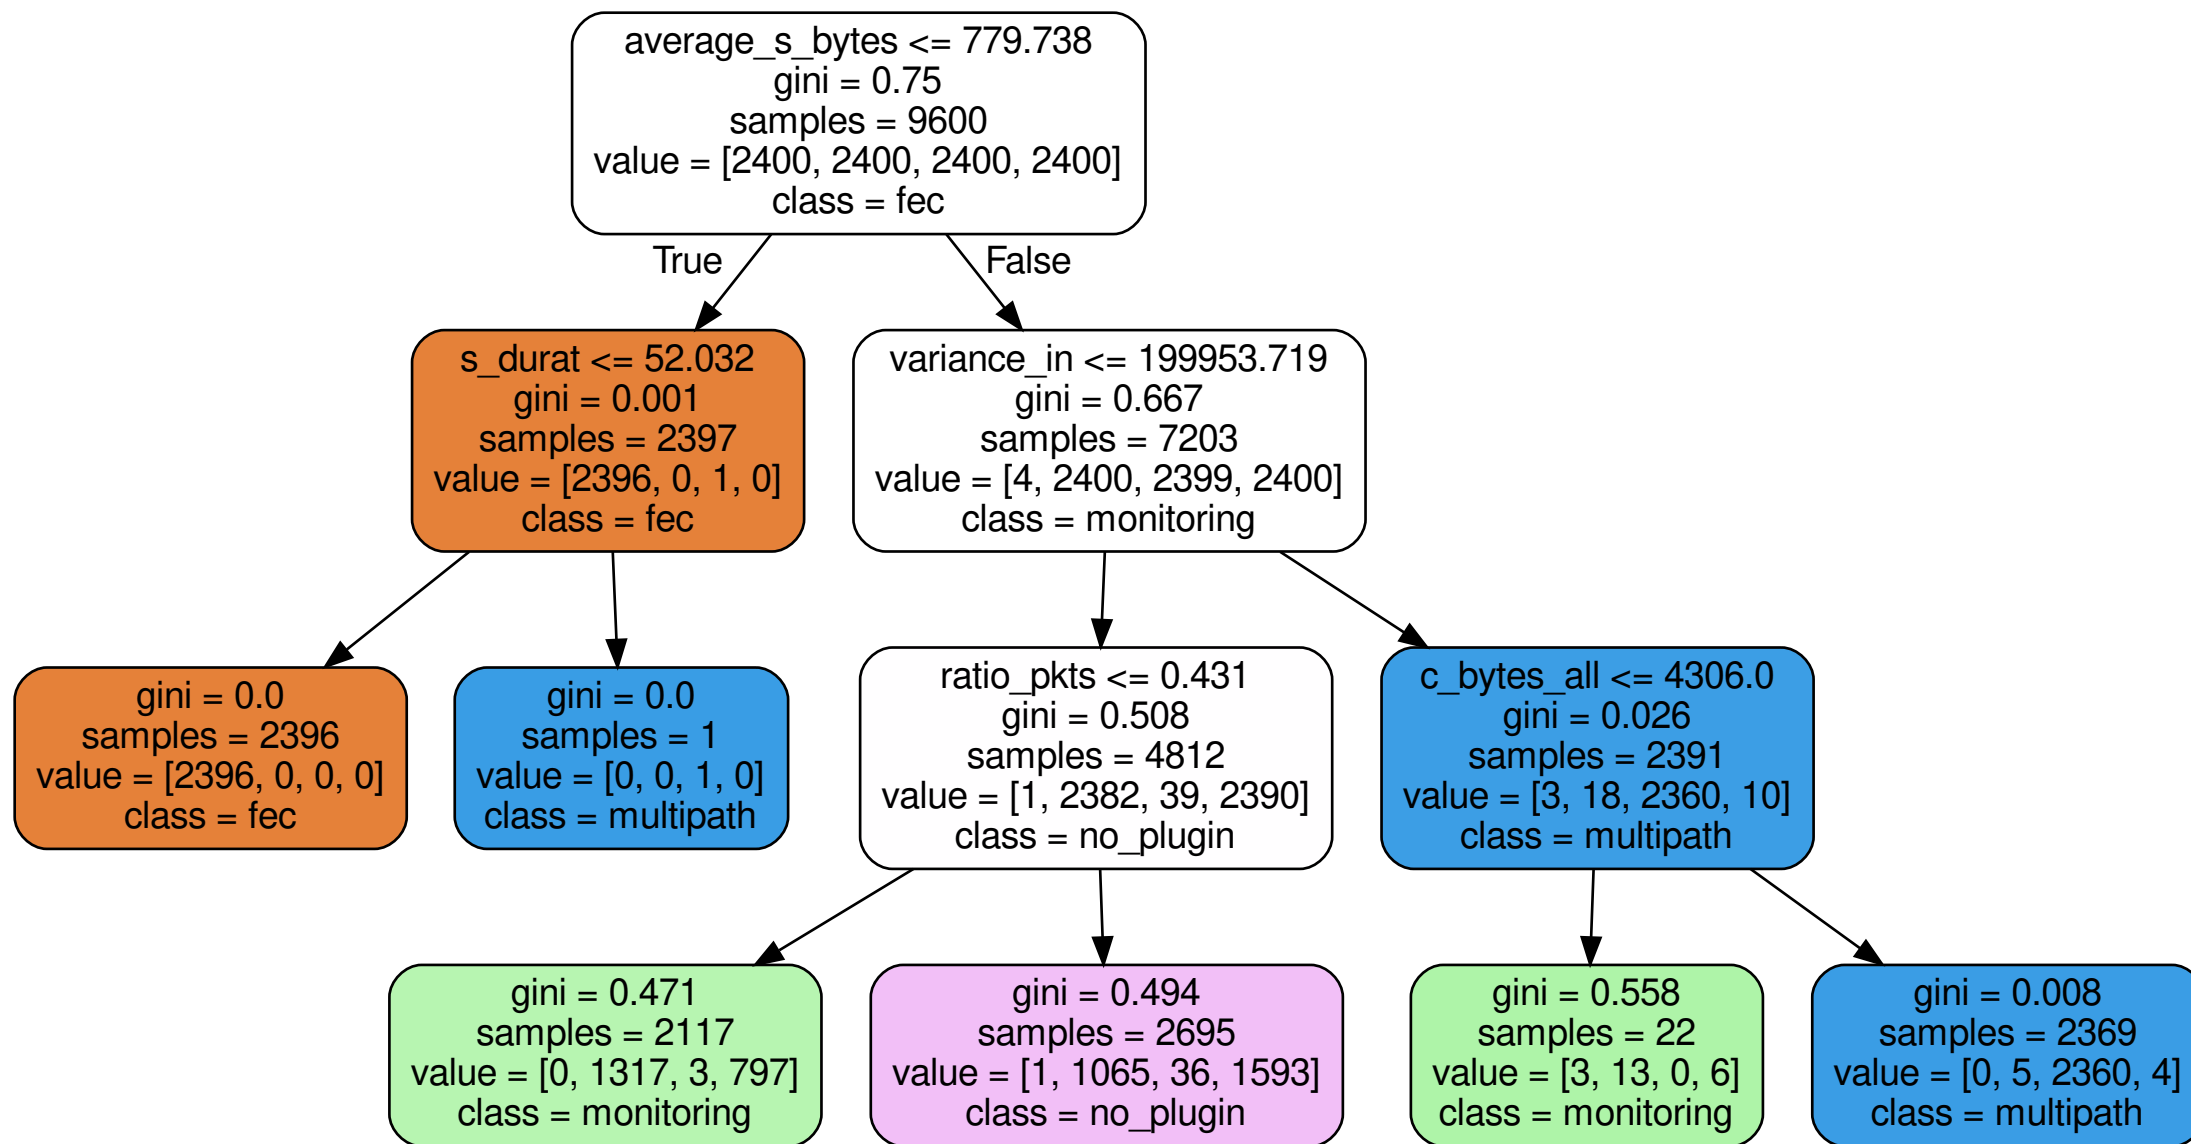 average_s_bytes <= 779.738
gini = 0.75
samples = 9600
value = [2400, 2400, 2400, 2400]
class = fec
True
False
s_durat <= 52.032
gini = 0.001
samples = 2397
value = [2396, 0, 1, 0]
class = fec
variance_in <= 199953.719
gini = 0.667
samples = 7203
value = [4, 2400, 2399, 2400]
class = monitoring
gini = 0.0
samples = 2396
value = [2396, 0, 0, 0]
class = fec
gini = 0.0
samples = 1
value = [0, 0, 1, 0]
class = multipath
ratio_pkts <= 0.431
gini = 0.508
samples = 4812
value = [1, 2382, 39, 2390]
class = no_plugin
c_bytes_all <= 4306.0
gini = 0.026
samples = 2391
value = [3, 18, 2360, 10]
class = multipath
gini = 0.471
samples = 2117
value = [0, 1317, 3, 797]
class = monitoring
gini = 0.494
samples = 2695
value = [1, 1065, 36, 1593]
class = no_plugin
gini = 0.558
samples = 22
value = [3, 13, 0, 6]
class = monitoring
gini = 0.008
samples = 2369
value = [0, 5, 2360, 4]
class = multipath